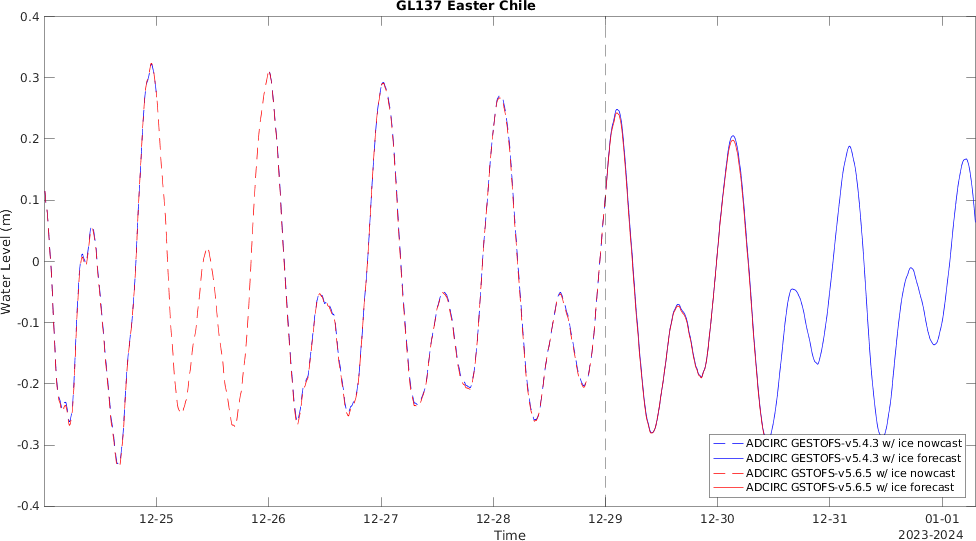 GL137 Easter Chile
0.4
0.3
0.2
0.1
0
-0.1
-0.2
-0.3
-0.4
Water Level (m)
12-25
12-26
12-27
12-28
12-29
12-30
12-31
01-01
Time
2023-2024
ADCIRC GESTOFS-v5.4.3 w/ ice nowcast
ADCIRC GESTOFS-v5.4.3 w/ ice forecast
ADCIRC GSTOFS-v5.6.5 w/ ice nowcast
ADCIRC GSTOFS-v5.6.5 w/ ice forecast